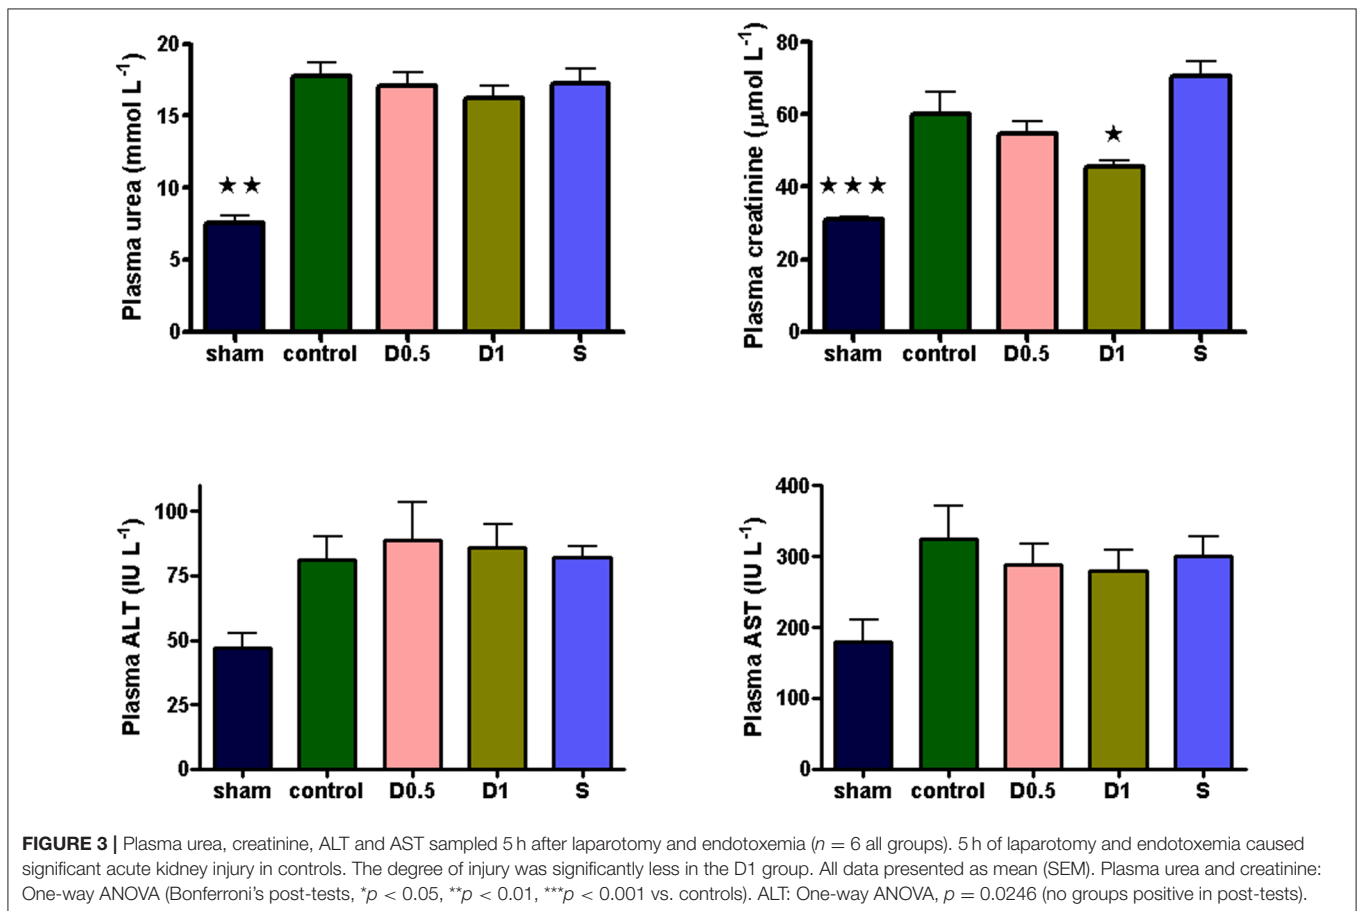 Plasma urea (mmol L⁻¹)
20
15
10
5
0
★★
sham control D0.5 D1 S
Plasma creatinine (µmol L⁻¹)
80
60
40
20
0
★★★
★
sham control D0.5 D1 S
Plasma ALT (IU L⁻¹)
100
75
50
25
0
sham control D0.5 D1 S
Plasma AST (IU L⁻¹)
400
300
200
100
0
sham control D0.5 D1 S
FIGURE 3 | Plasma urea, creatinine, ALT and AST sampled 5 h after laparotomy and endotoxemia (n = 6 all groups). 5 h of laparotomy and endotoxemia caused
significant acute kidney injury in controls. The degree of injury was significantly less in the D1 group. All data presented as mean (SEM). Plasma urea and creatinine:
One-way ANOVA (Bonferroni's post-tests, *p < 0.05, **p < 0.01, ***p < 0.001 vs. controls). ALT: One-way ANOVA, p = 0.0246 (no groups positive in post-tests).